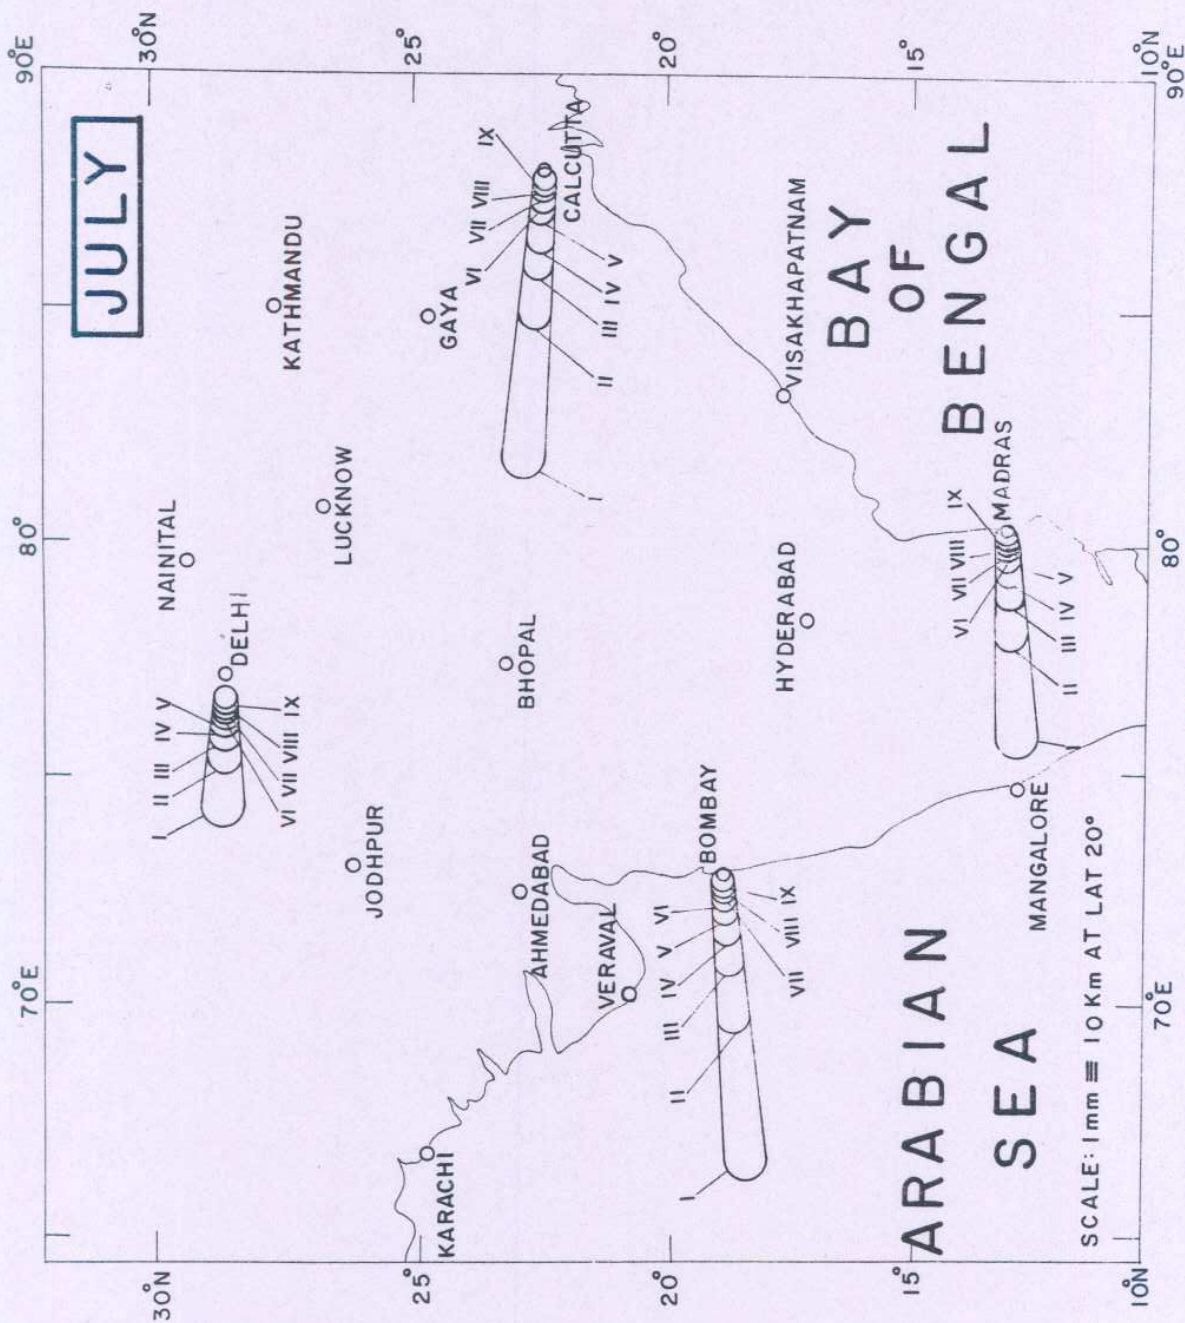 JULY
70°E
80°
90°E
30°N
30°N
NAINITAL
DELHI
KATHMANDU
I II III IV V
VI VII VIII IX
LUCKNOW
JODHPUR
GAYA
25°
25°
KARACHI
AHMEDABAD
BHOPAL
VI VII VIII IX
CALCUTTA
I II III IV V
VERAVAL
20°
20°
I II III IV V VI
BOMBAY
VII VIII IX
HYDERABAD
VISAKHAPATNAM
BAY
OF
BENGAL
15°
15°
ARABIAN
SEA
VI VII VIII IX
MADRAS
I II III IV V
MANGALORE
SCALE: 1mm ≡ 10 Km AT LAT 20°
10°N
10°N
70°E
80°
90°E